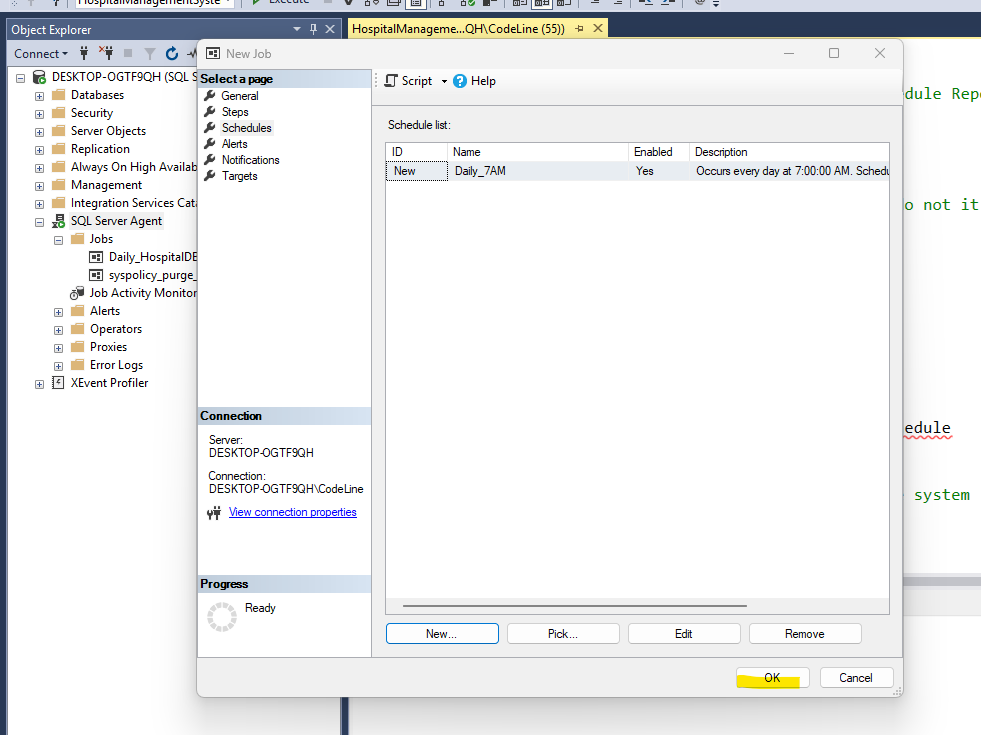 HospitalManagementSyste
Execute
Object Explorer
HospitalManageme...QH\CodeLine (55))
Connect
DESKTOP-OGTF9QH (SQL S
Databases
Security
Server Objects
Replication
Always On High Availab
Management
Integration Services Cata
SQL Server Agent
Jobs
Daily_HospitalDB
syspolicy_purge_
Job Activity Monitor
Alerts
Operators
Proxies
Error Logs
XEvent Profiler
New Job
Select a page
General
Steps
Schedules
Alerts
Notifications
Targets
Connection
Server:
DESKTOP-OGTF9QH
Connection:
DESKTOP-OGTF9QH\CodeLine
View connection properties
Progress
Ready
Script
Help
Schedule list:
ID Name Enabled Description
New Daily_7AM Yes Occurs every day at 7:00:00 AM. Schedu
New... Pick... Edit Remove
OK Cancel
dule Repo
o not it
edule
system